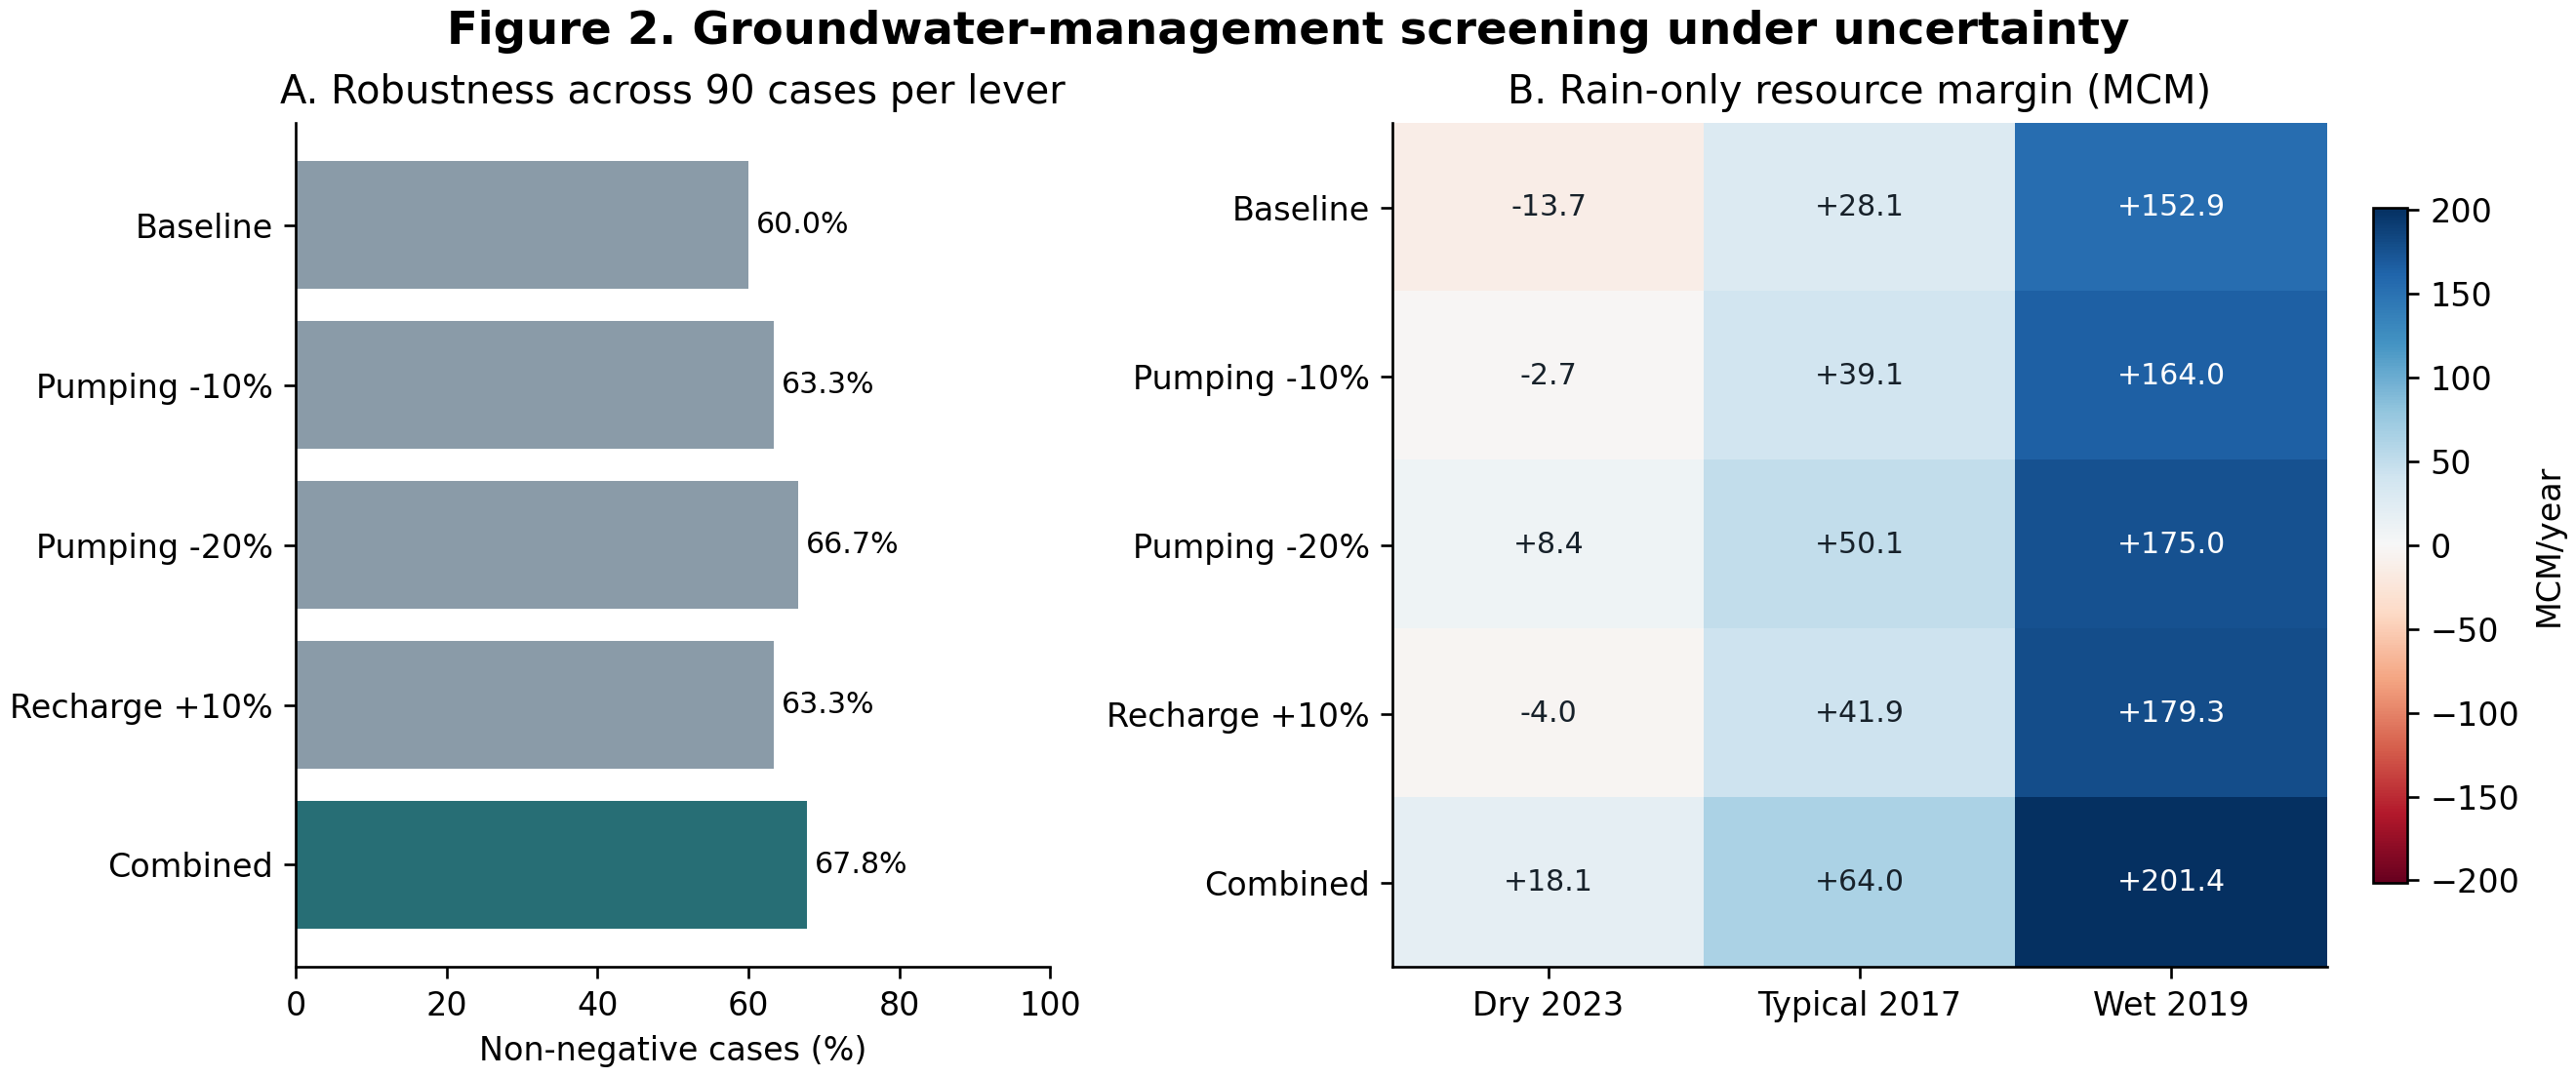 Figure 2. Groundwater-management screening under uncertainty
A. Robustness across 90 cases per lever
Baseline
60.0%
Pumping -10%
63.3%
Pumping -20%
66.7%
Recharge +10%
63.3%
Combined
67.8%
0 20 40 60 80 100
Non-negative cases (%)
B. Rain-only resource margin (MCM)
Baseline -13.7 +28.1 +152.9
Pumping -10% -2.7 +39.1 +164.0
Pumping -20% +8.4 +50.1 +175.0
Recharge +10% -4.0 +41.9 +179.3
Combined +18.1 +64.0 +201.4
Dry 2023 Typical 2017 Wet 2019
200
150
100
50
0
−50
−100
−150
−200
MCM/year